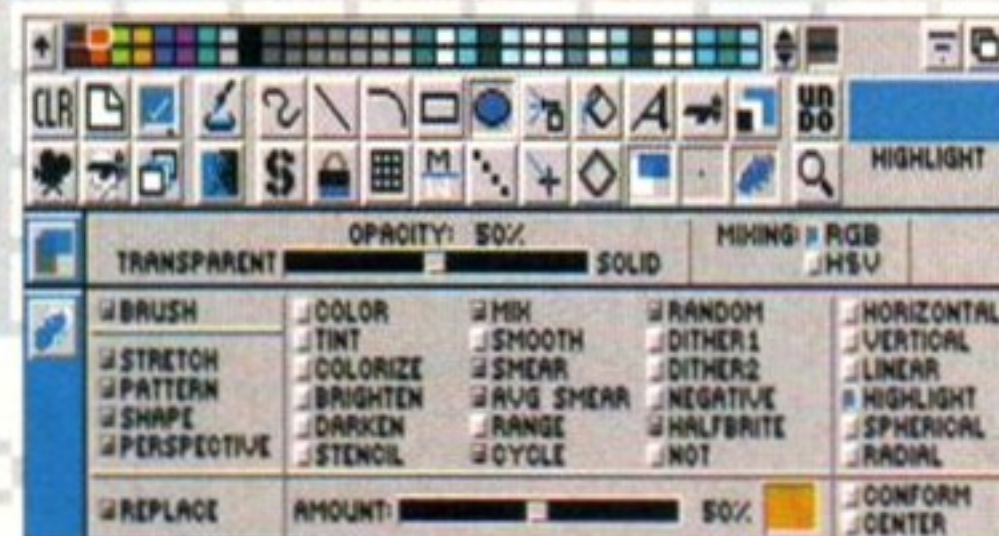 CLR UNDO
HIGHLIGHT
$ M
OPACITY: 50%
MIXING: RGB
TRANSPARENT SOLID HSV
BRUSH COLOR MIX RANDOM HORIZONTAL
TINT SMOOTH DITHER1 VERTICAL
STRETCH COLORIZE SMEAR DITHER2 LINEAR
PATTERN BRIGHTEN AVG SMEAR NEGATIVE HIGHLIGHT
SHAPE DARKEN RANGE HALFBRITE SPHERICAL
PERSPECTIVE STENCIL CYCLE NOT RADIAL
REPLACE AMOUNT: 50% CONFORM
CENTER